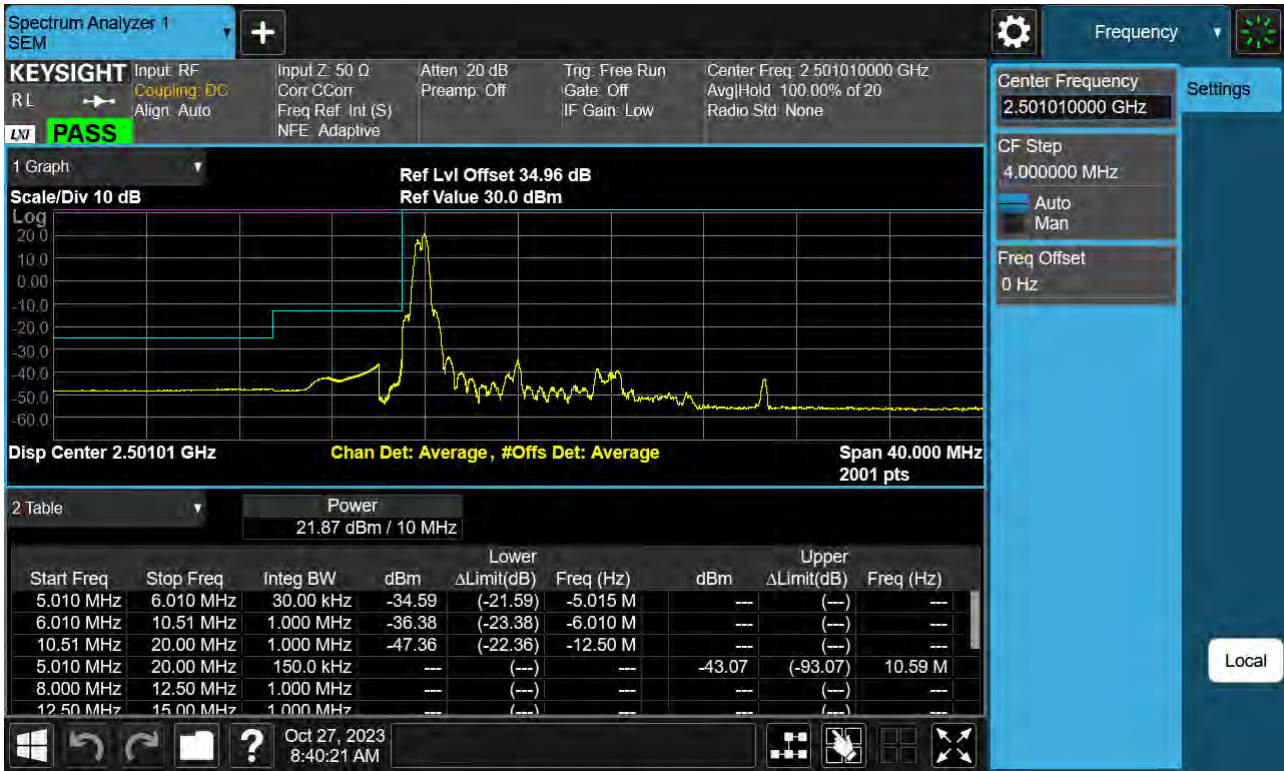 Spectrum Analyzer 1
SEM
Frequency
KEYSIGHT
RL
LXI
PASS
Input: RF
Coupling: DC
Align: Auto
Input Z: 50 Ω
Corr CCorr
Freq Ref: Int (S)
NFE: Adaptive
Atten: 20 dB
Preamp: Off
Trig: Free Run
Gate: Off
IF Gain: Low
Center Freq: 2.501010000 GHz
Avg|Hold: 100.00% of 20
Radio Std: None
Center Frequency
2.501010000 GHz
Settings
CF Step
4.000000 MHz
Auto
Man
Freq Offset
0 Hz
Local
1 Graph
Scale/Div 10 dB
Ref Lvl Offset 34.96 dB
Ref Value 30.0 dBm
Log
20.0
10.0
0.00
-10.0
-20.0
-30.0
-40.0
-50.0
-60.0
Disp Center 2.50101 GHz
Chan Det: Average, #Offs Det: Average
Span 40.000 MHz
2001 pts
2 Table
Power
21.87 dBm / 10 MHz
Lower Upper
Start Freq Stop Freq Integ BW dBm ΔLimit(dB) Freq (Hz) dBm ΔLimit(dB) Freq (Hz)
5.010 MHz 6.010 MHz 30.00 kHz -34.59 (-21.59) -5.015 M --- (---) ---
6.010 MHz 10.51 MHz 1.000 MHz -36.38 (-23.38) -6.010 M --- (---) ---
10.51 MHz 20.00 MHz 1.000 MHz -47.36 (-22.36) -12.50 M --- (---) ---
5.010 MHz 20.00 MHz 150.0 kHz --- (---) --- -43.07 (-93.07) 10.59 M
8.000 MHz 12.50 MHz 1.000 MHz --- (---) --- --- (---) ---
12.50 MHz 15.00 MHz 1.000 MHz --- (---) --- --- (---) ---
?
Oct 27, 2023
8:40:21 AM